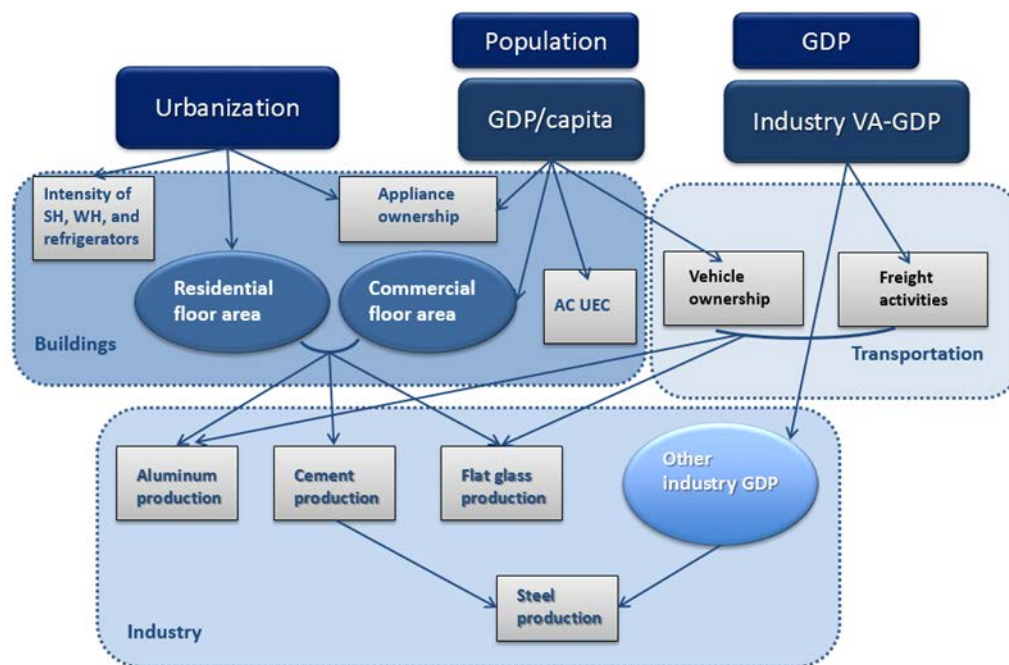 Population
GDP
Urbanization
GDP/capita
Industry VA-GDP
Intensity of
SH, WH, and
refrigerators
Appliance
ownership
Residential
floor area
Commercial
floor area
AC UEC
Vehicle
ownership
Freight
activities
Buildings
Transportation
Aluminum
production
Cement
production
Flat glass
production
Other
industry GDP
Steel
production
Industry